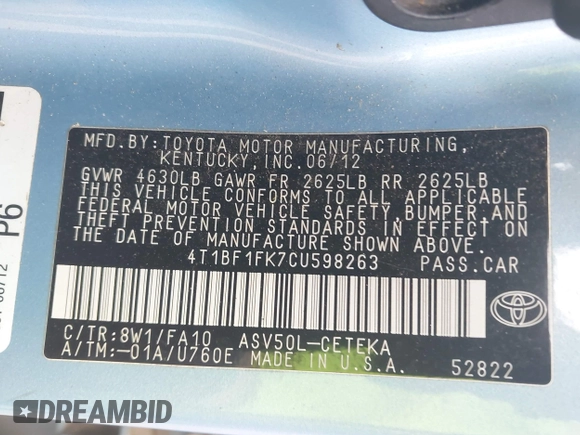 MFD.BY:TOYOTA MOTOR MANUFACTURING,
KENTUCKY,INC.06/12
GVWR 4630LB GAWR FR 2625LB RR 2625LB
THIS VEHICLE CONFORMS TO ALL APPLICABLE
FEDERAL MOTOR VEHICLE SAFETY,BUMPER,AND
THEFT PREVENTION STANDARDS IN EFFECT
ON THE DATE OF MANUFACTURE SHOWN ABOVE.
4T1BF1FK7CU598263 PASS.CAR
C/TR:8W1/FA10 ASV50L-CETEKA
A/TM:-01A/U760E MADE IN U.S.A.
52822
TOYOTA
P6
DREAMBID